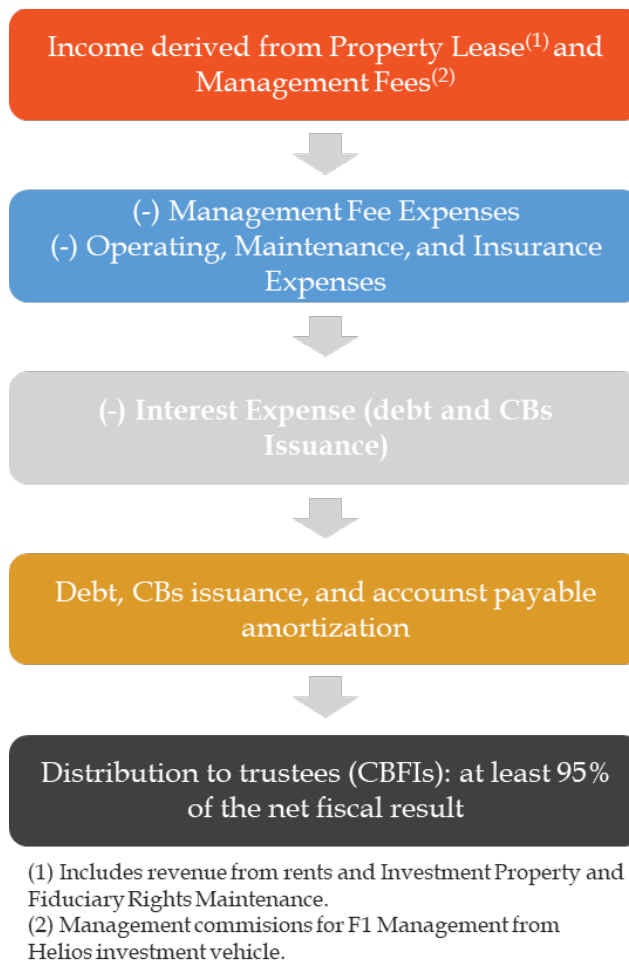 Income derived from Property Lease(1) and
Management Fees(2)
(-) Management Fee Expenses
(-) Operating, Maintenance, and Insurance
Expenses
(-) Interest Expense (debt and CBs
Issuance)
Debt, CBs issuance, and accounst payable
amortization
Distribution to trustees (CBFIs): at least 95%
of the net fiscal result
(1) Includes revenue from rents and Investment Property and
Fiduciary Rights Maintenance.
(2) Management commisions for F1 Management from
Helios investment vehicle.